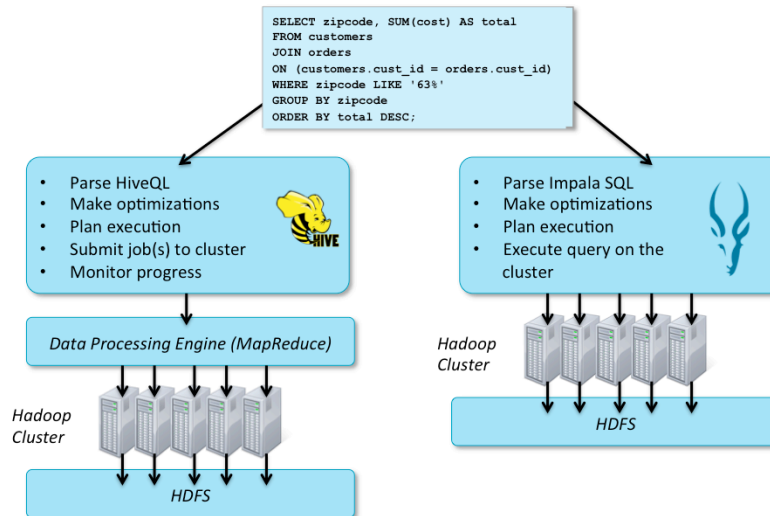 SELECT zipcode, SUM(cost) AS total
FROM customers
JOIN orders
ON (customers.cust_id = orders.cust_id)
WHERE zipcode LIKE '63%'
GROUP BY zipcode
ORDER BY total DESC;
• Parse HiveQL
• Make optimizations
• Plan execution
• Submit job(s) to cluster
• Monitor progress
HIVE
Data Processing Engine (MapReduce)
Hadoop
Cluster
HDFS
• Parse Impala SQL
• Make optimizations
• Plan execution
• Execute query on the
cluster
Hadoop
Cluster
HDFS